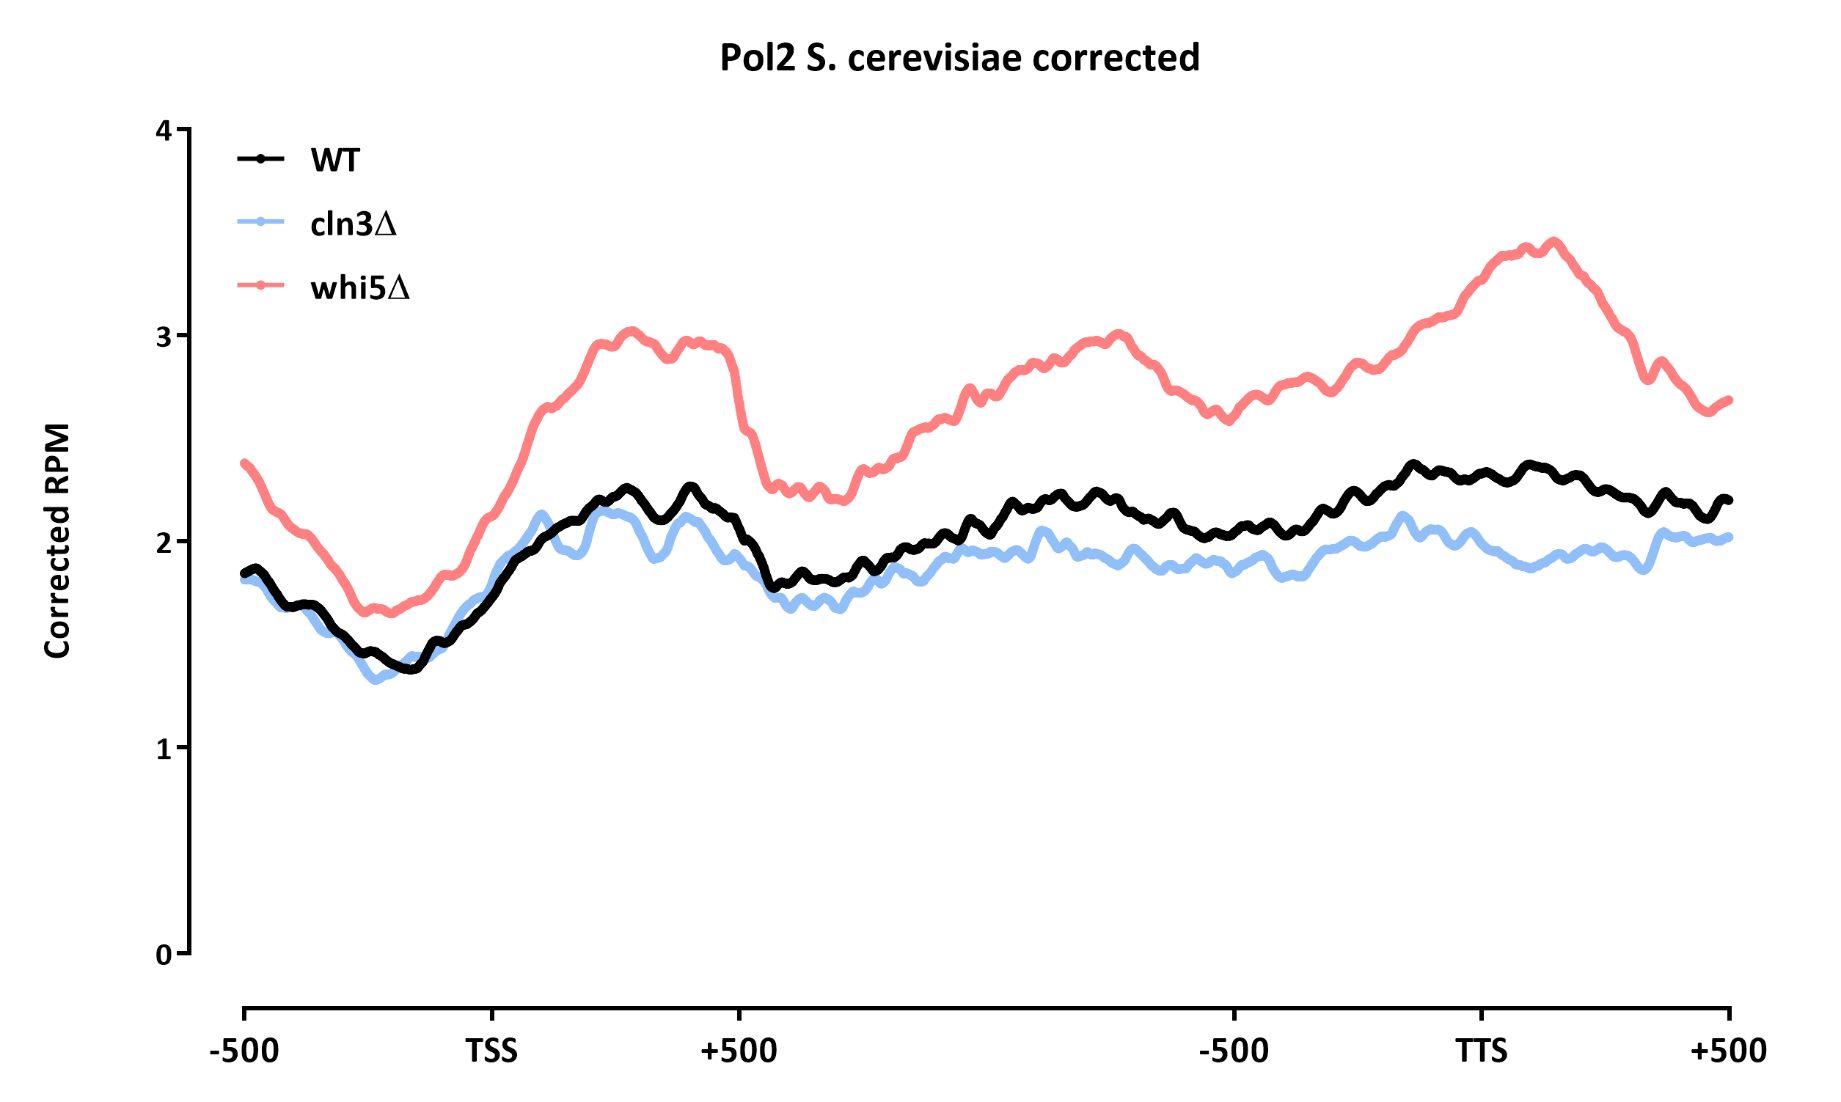 Pol2 S. cerevisiae corrected
4
WT
cln3Δ
whi5Δ
3
Corrected RPM
2
1
0
-500 TSS +500 -500 TTS +500